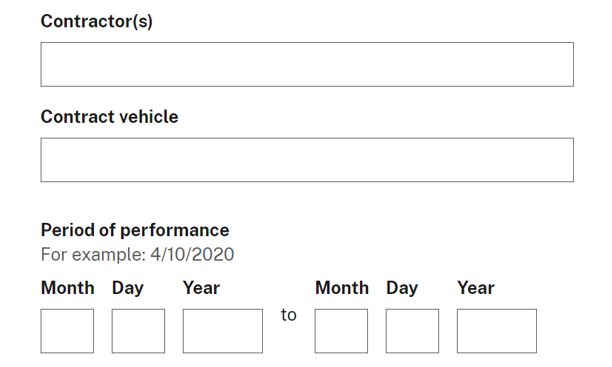 Contractor(s)
Contract vehicle
Period of performance
For example: 4/10/2020
Month Day Year Month Day Year
to